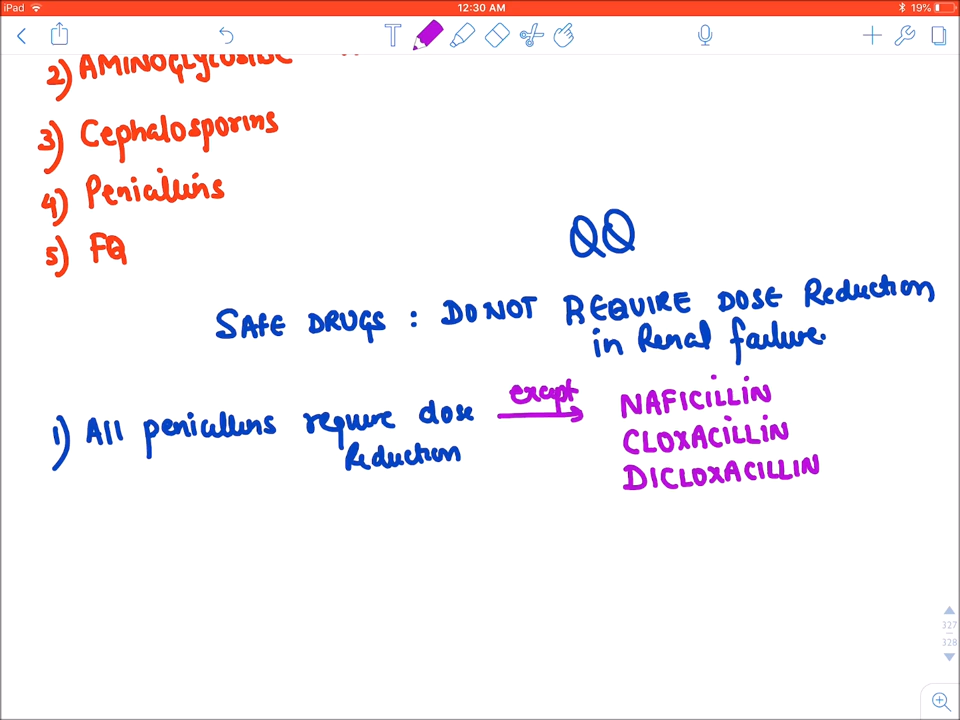 iPad 12:30 AM 19%
T
2) AMINOGLYCOSIDE
3) Cephalosporins
4) Penicillins
5) FQ
QQ
SAFE DRUGS : DO NOT REQUIRE DOSE Reduction
in Renal failure.
1) All penicillins require dose except NAFICILLIN
Reduction CLOXACILLIN
DICLOXACILLIN
327
328